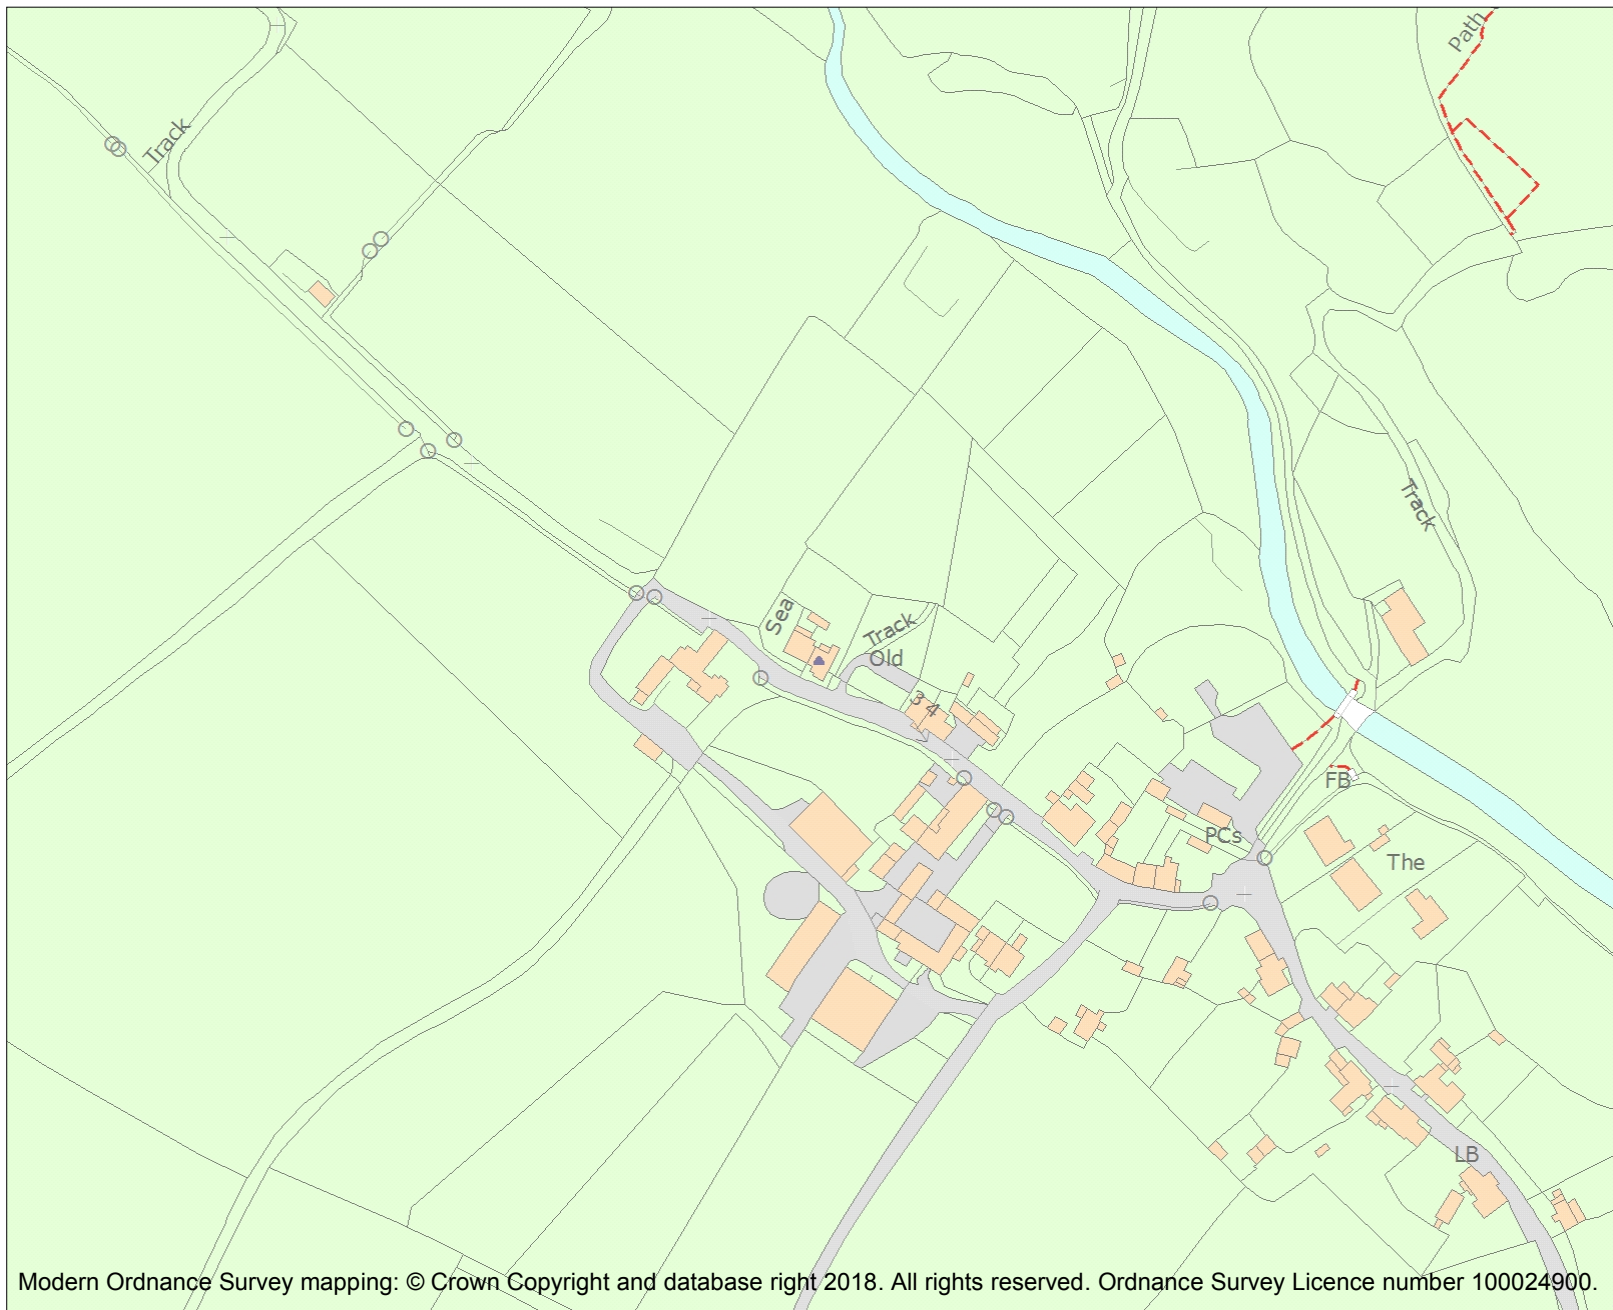 Path
Track
Track
Sea
Track
Old
3 4
FB
PCs
The
LB
Modern Ordnance Survey mapping: © Crown Copyright and database right 2018. All rights reserved. Ordnance Survey Licence number 100024900.